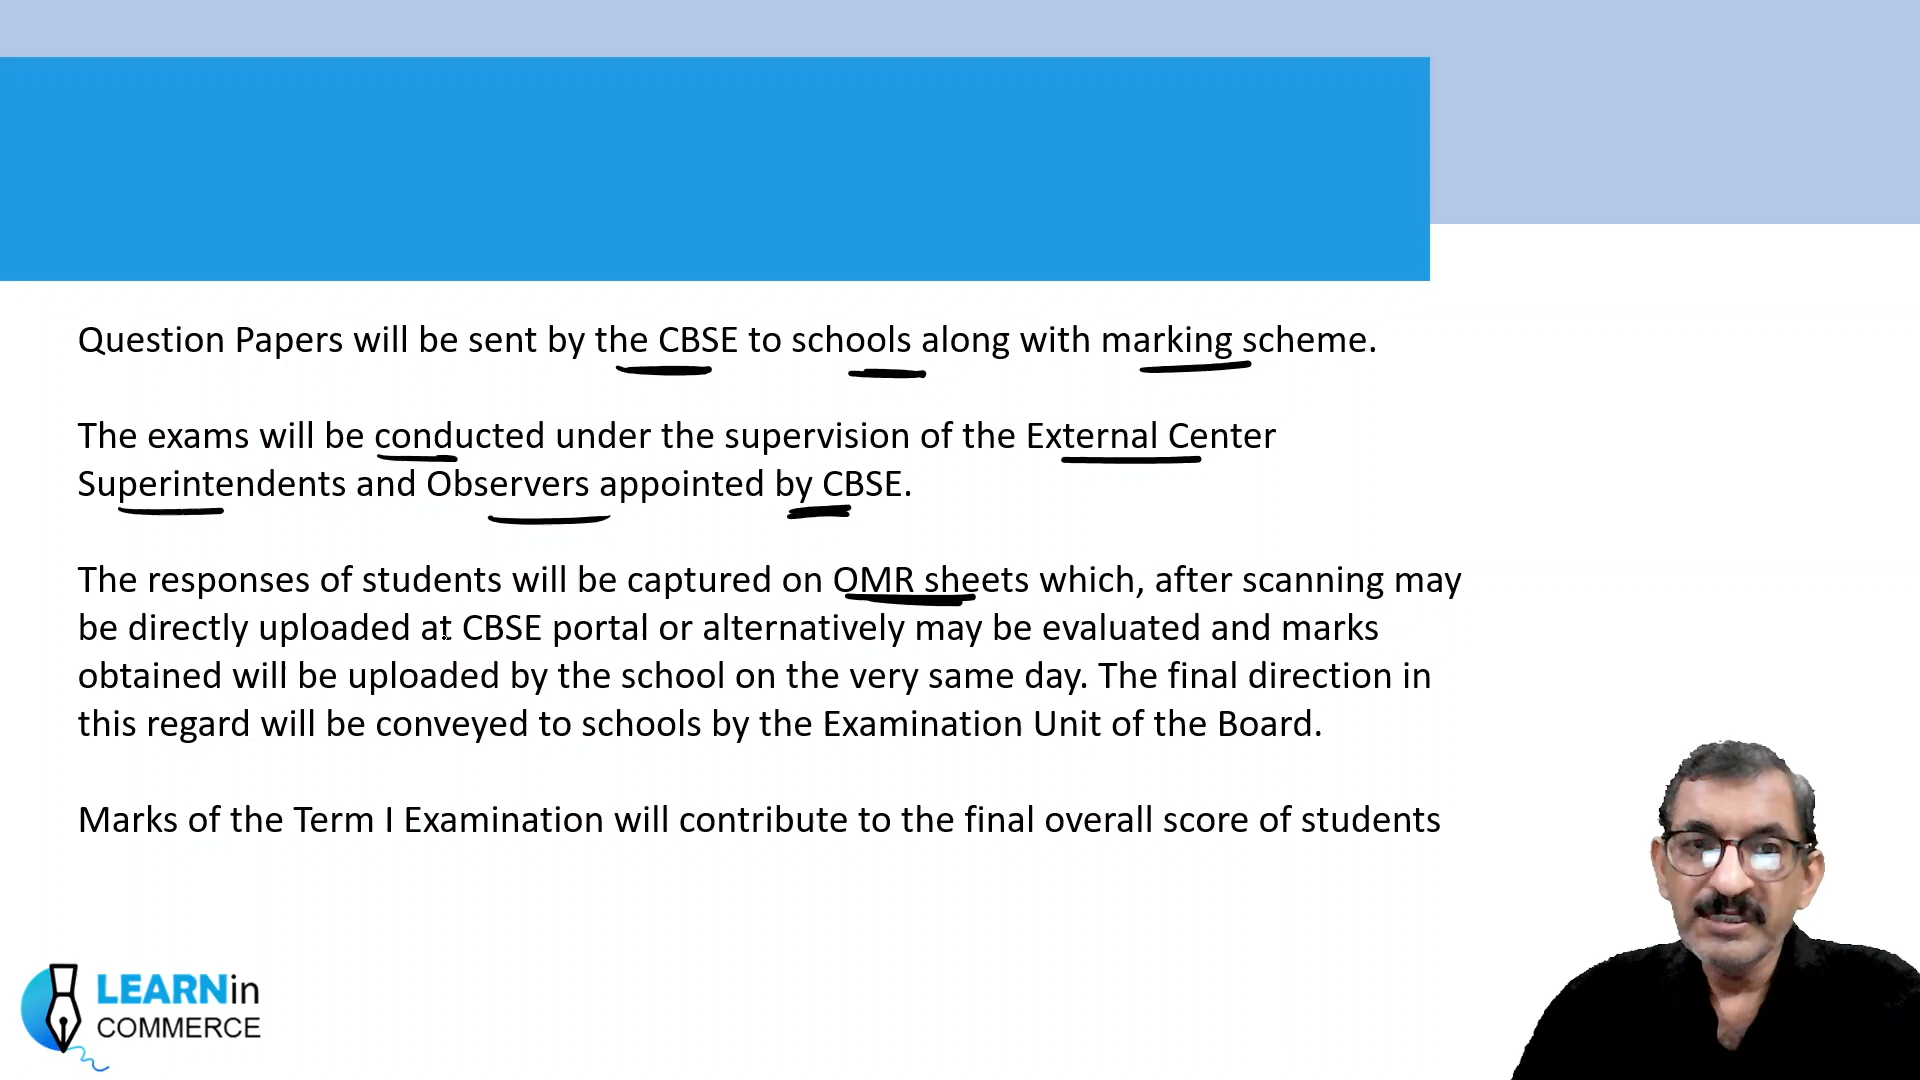 Question Papers will be sent by the CBSE to schools along with marking scheme.
The exams will be conducted under the supervision of the External Center
Superintendents and Observers appointed by CBSE.
The responses of students will be captured on OMR sheets which, after scanning may
be directly uploaded at CBSE portal or alternatively may be evaluated and marks
obtained will be uploaded by the school on the very same day. The final direction in
this regard will be conveyed to schools by the Examination Unit of the Board.
Marks of the Term I Examination will contribute to the final overall score of students
LEARNin
COMMERCE